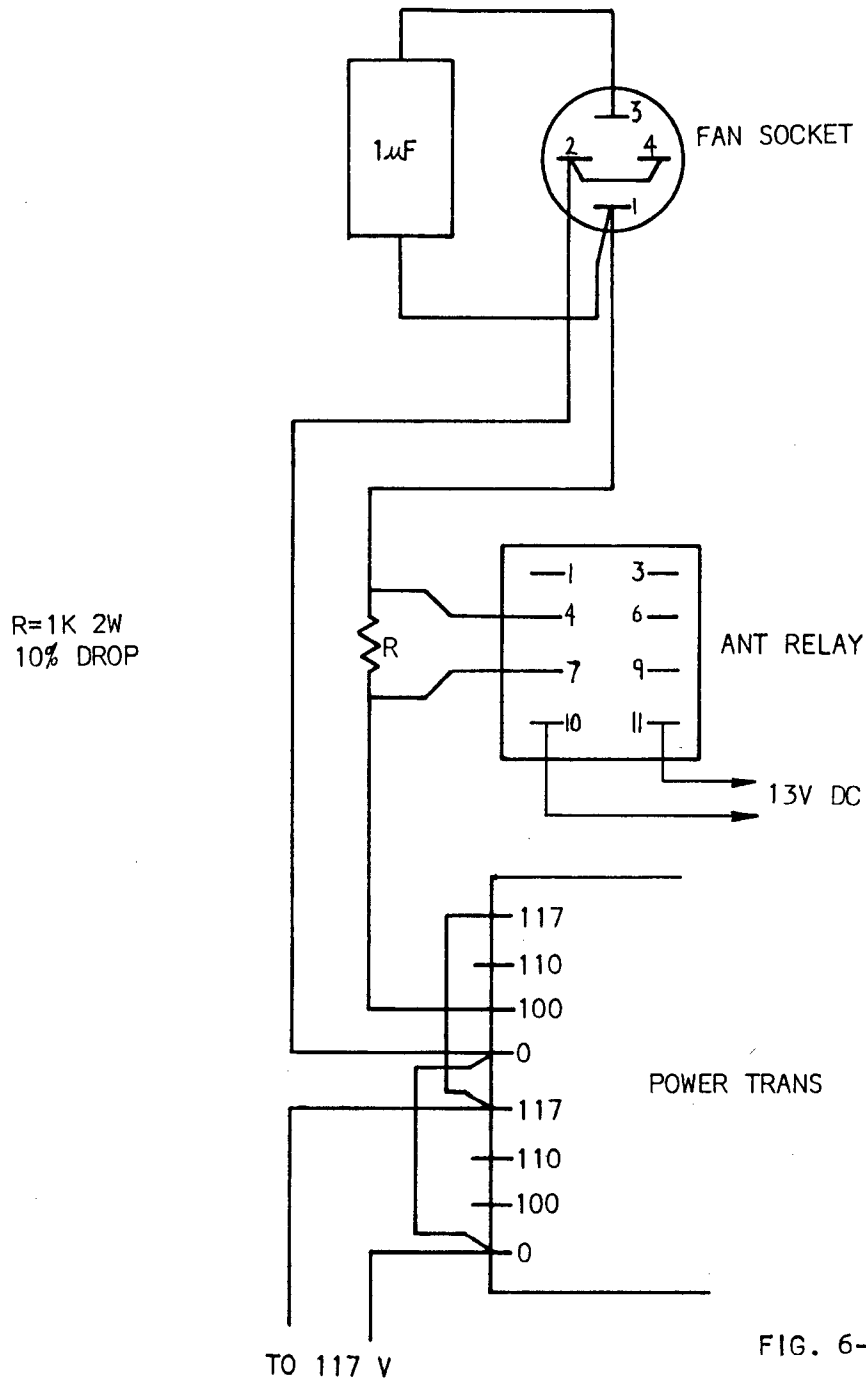 3
FAN SOCKET
1µF
2 4
1
1 3
R=1K 2W
10% DROP
R
4 6
ANT RELAY
7 9
10 11
13V DC
117
110
100
0
POWER TRANS
117
110
100
0
TO 117 V
FIG. 6-